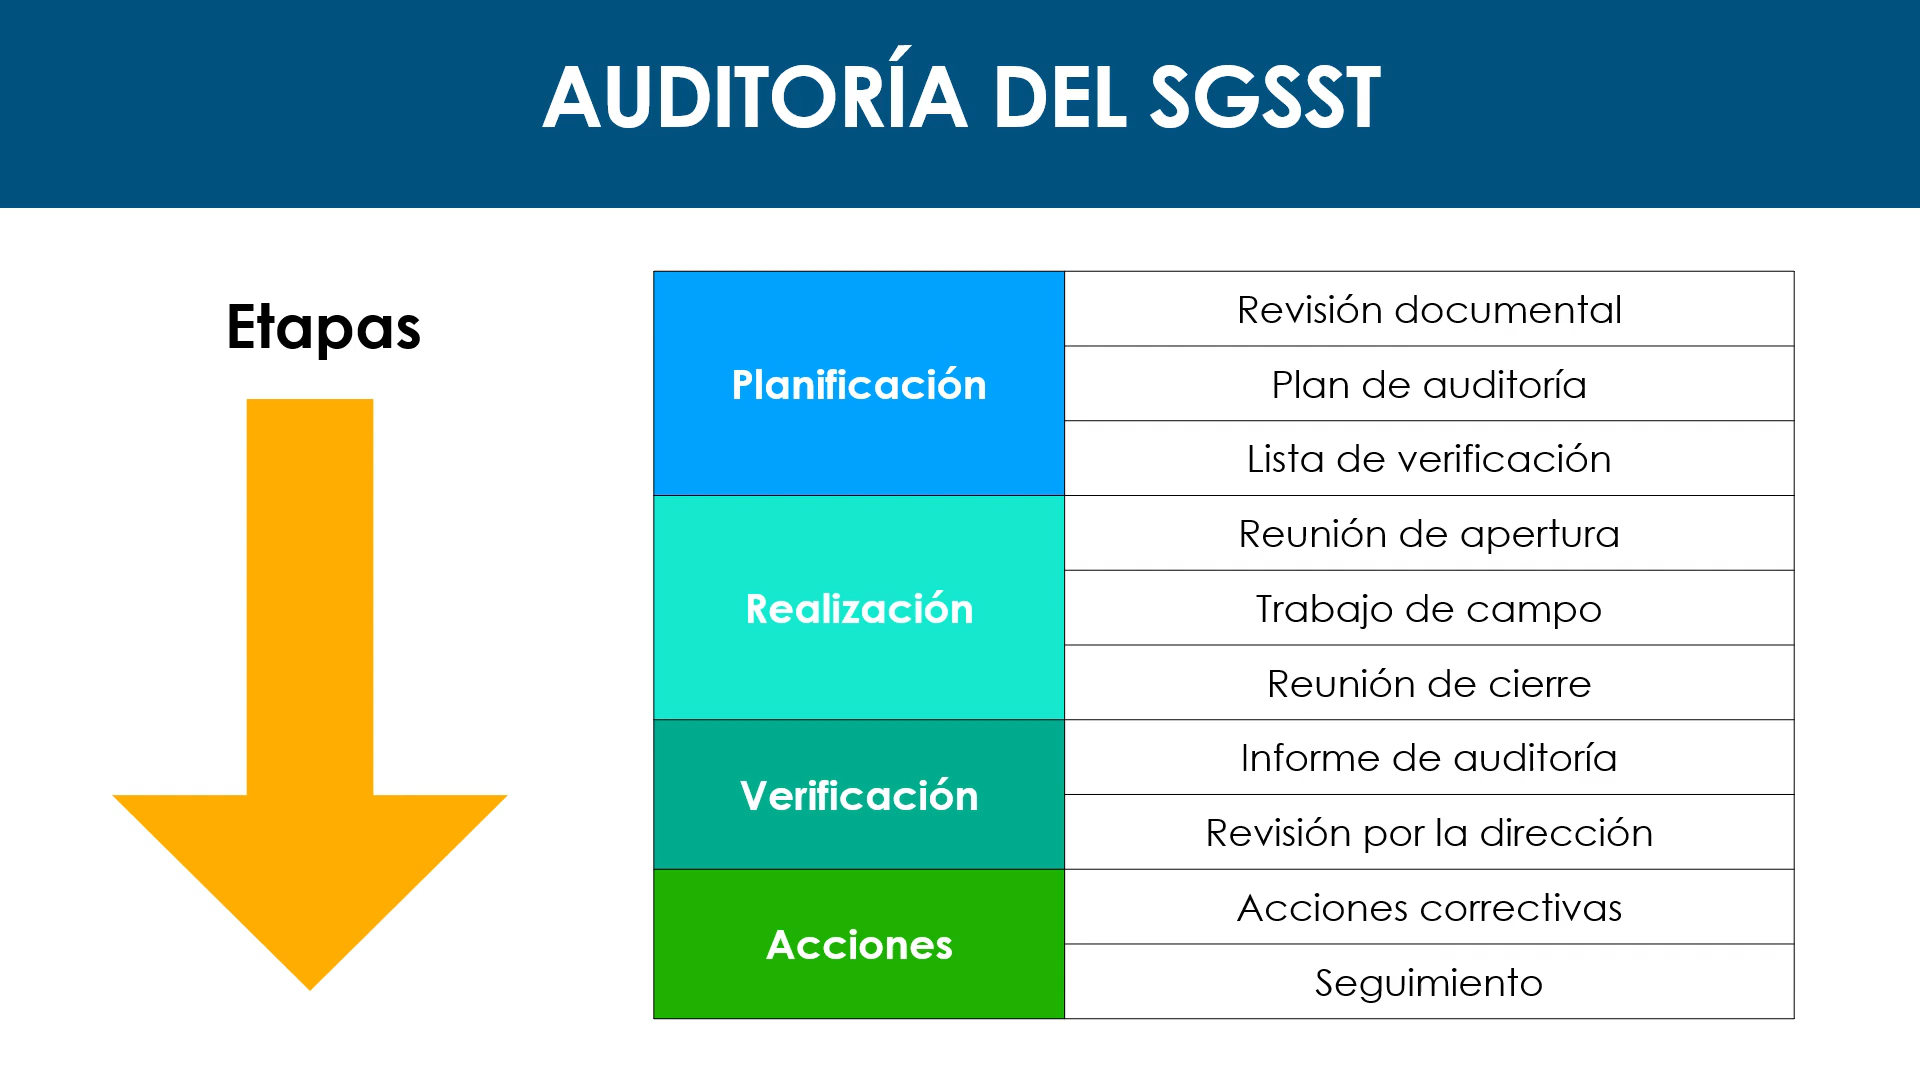 AUDITORÍA DEL SGSST
Etapas
Planificación
Revisión documental
Plan de auditoría
Lista de verificación
Realización
Reunión de apertura
Trabajo de campo
Reunión de cierre
Verificación
Informe de auditoría
Revisión por la dirección
Acciones
Acciones correctivas
Seguimiento